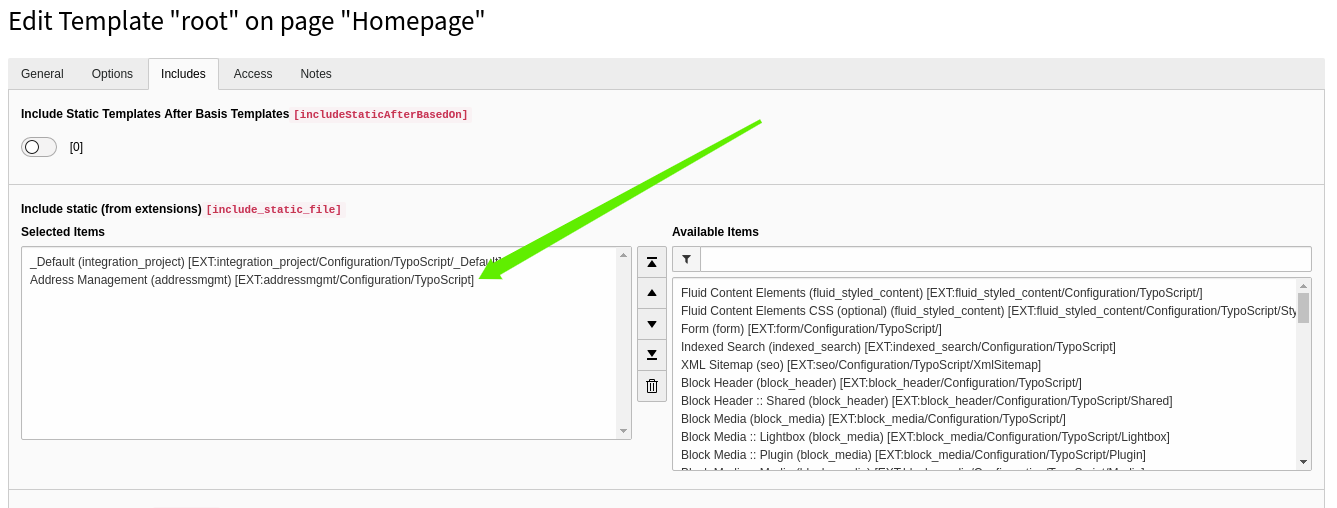 Edit Template "root" on page "Homepage"
General Options Includes Access Notes
Include Static Templates After Basis Templates [includeStaticAfterBasedOn]
[0]
Include static (from extensions) [include_static_file]
Selected Items
_Default (integration_project) [EXT:integration_project/Configuration/TypoScript/_Default]
Address Management (addressmgmt) [EXT:addressmgmt/Configuration/TypoScript]
Available Items
Fluid Content Elements (fluid_styled_content) [EXT:fluid_styled_content/Configuration/TypoScript/]
Fluid Content Elements CSS (optional) (fluid_styled_content) [EXT:fluid_styled_content/Configuration/TypoScript/Sty
Form (form) [EXT:form/Configuration/TypoScript/]
Indexed Search (indexed_search) [EXT:indexed_search/Configuration/TypoScript]
XML Sitemap (seo) [EXT:seo/Configuration/TypoScript/XmlSitemap]
Block Header (block_header) [EXT:block_header/Configuration/TypoScript/]
Block Header :: Shared (block_header) [EXT:block_header/Configuration/TypoScript/Shared]
Block Media (block_media) [EXT:block_media/Configuration/TypoScript/]
Block Media :: Lightbox (block_media) [EXT:block_media/Configuration/TypoScript/Lightbox]
Block Media :: Plugin (block_media) [EXT:block_media/Configuration/TypoScript/Plugin]